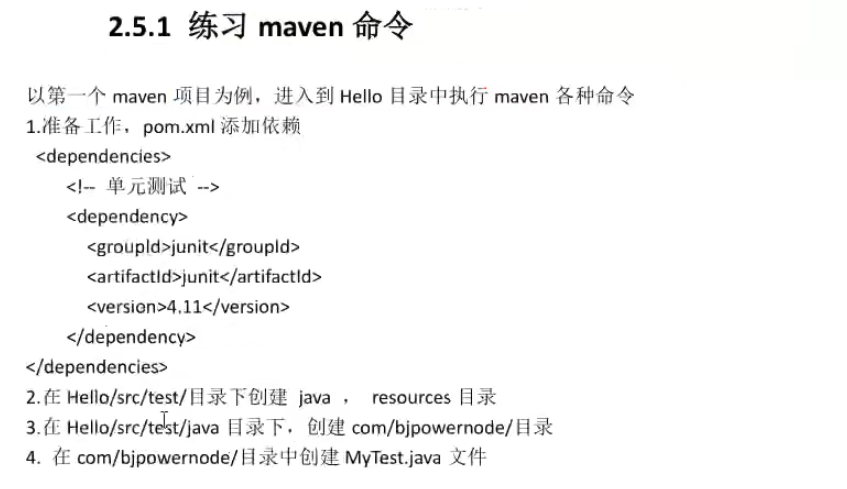 2.5.1 练习 maven 命令
以第一个 maven 项目为例，进入到 Hello 目录中执行 maven 各种命令
1.准备工作，pom.xml 添加依赖
<dependencies>
<!-- 单元测试 -->
<dependency>
<groupId>junit</groupId>
<artifactId>junit</artifactId>
<version>4.11</version>
</dependency>
</dependencies>
2.在 Hello/src/test/目录下创建 java ， resources 目录
3.在 Hello/src/test/java 目录下，创建 com/bjpowernode/目录
4. 在 com/bjpowernode/目录中创建 MyTest.java 文件